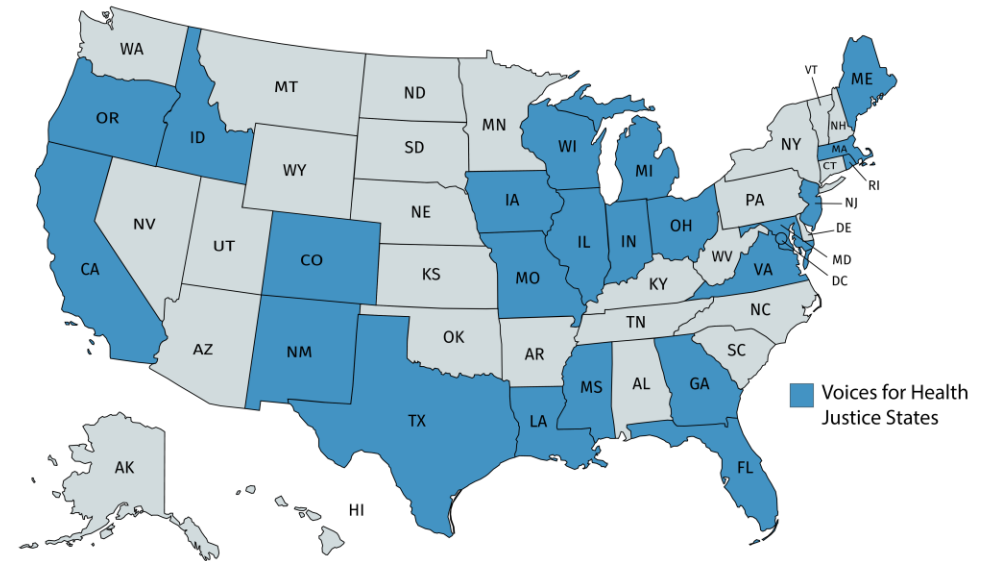 WA
MT
ND
MN
VT
ME
OR
ID
SD
WI
MI
NY
NH
MA
CT
RI
WY
IA
PA
NJ
NE
NV
UT
CO
IL
IN
OH
DE
MD
DC
WV
VA
CA
KS
MO
KY
NC
TN
AZ
NM
OK
AR
SC
MS
AL
GA
TX
LA
Voices for Health
Justice States
FL
AK
HI